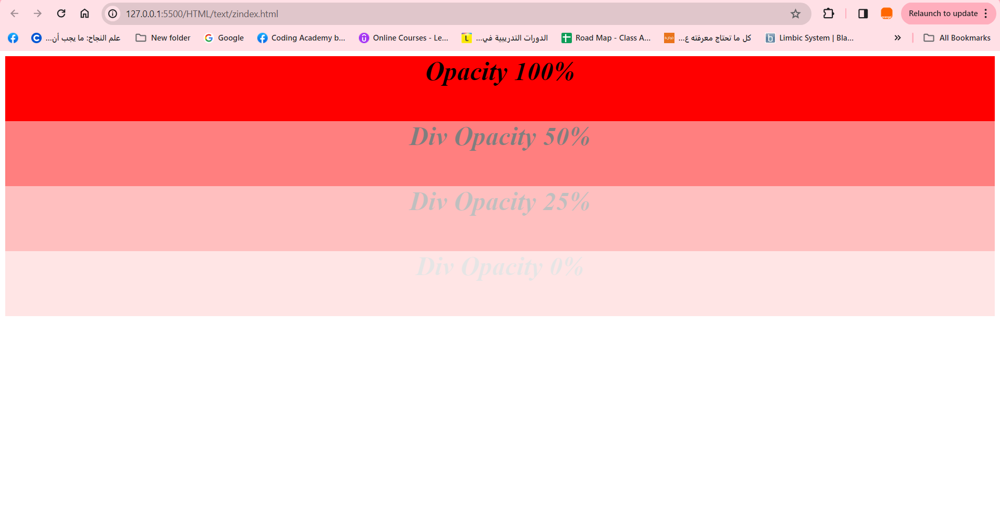 127.0.0.1:5500/HTML/text/zindex.html
Relaunch to update
علم النجاح: ما يجب أن...
New folder
Google
Coding Academy b...
Online Courses - Le...
الدورات التدريبية في...
Road Map - Class A...
كل ما تحتاج معرفته ع...
Limbic System | Bla...
All Bookmarks
Opacity 100%
Div Opacity 50%
Div Opacity 25%
Div Opacity 0%